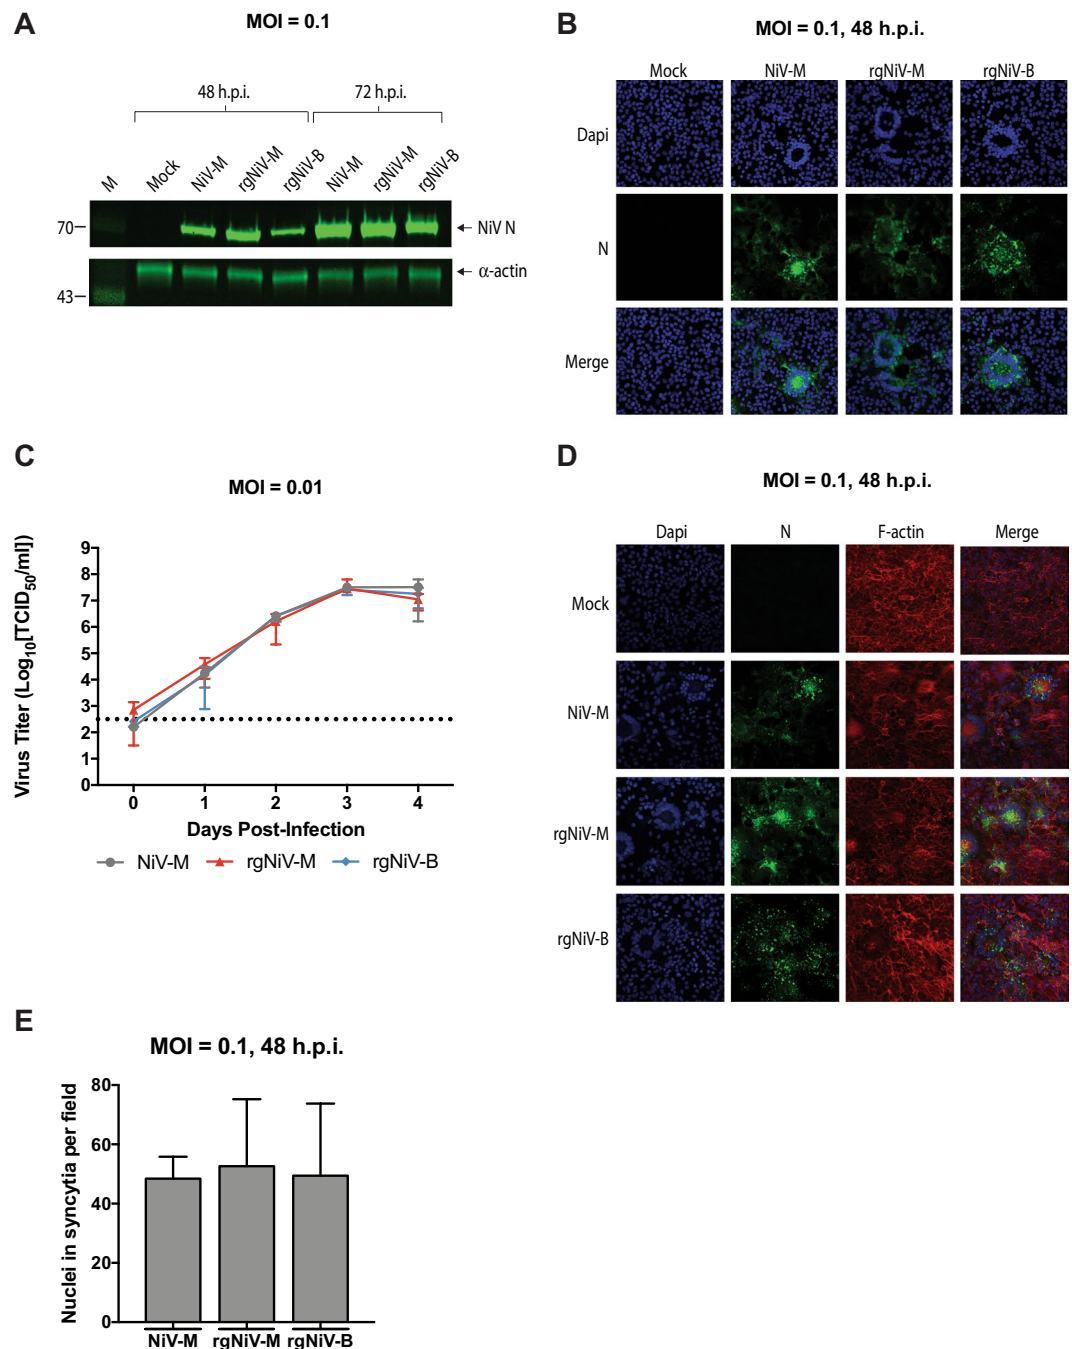 A
MOI = 0.1
48 h.p.i.
72 h.p.i.
M
Mock
NiV-M
rgNiV-M
rgNiV-B
NiV-M
rgNiV-M
rgNiV-B
70
← NiV N
← α-actin
43
B
MOI = 0.1, 48 h.p.i.
Mock
NiV-M
rgNiV-M
rgNiV-B
Dapi
N
Merge
C
MOI = 0.01
Virus Titer (Log10[TCID50/ml])
9
8
7
6
5
4
3
2
1
0
0 1 2 3 4
Days Post-Infection
NiV-M rgNiV-M rgNiV-B
D
MOI = 0.1, 48 h.p.i.
Dapi N F-actin Merge
Mock
NiV-M
rgNiV-M
rgNiV-B
E
MOI = 0.1, 48 h.p.i.
Nuclei in syncytia per field
80
60
40
20
0
NiV-M rgNiV-M rgNiV-B